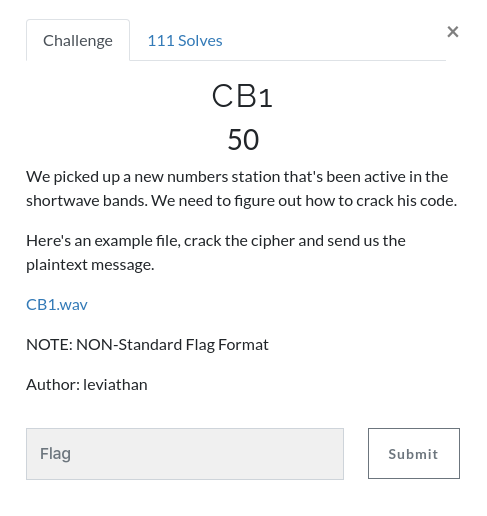 Challenge
111 Solves
×
CB1
50
We picked up a new numbers station that's been active in the
shortwave bands. We need to figure out how to crack his code.
Here's an example file, crack the cipher and send us the
plaintext message.
CB1.wav
NOTE: NON-Standard Flag Format
Author: leviathan
Flag
Submit